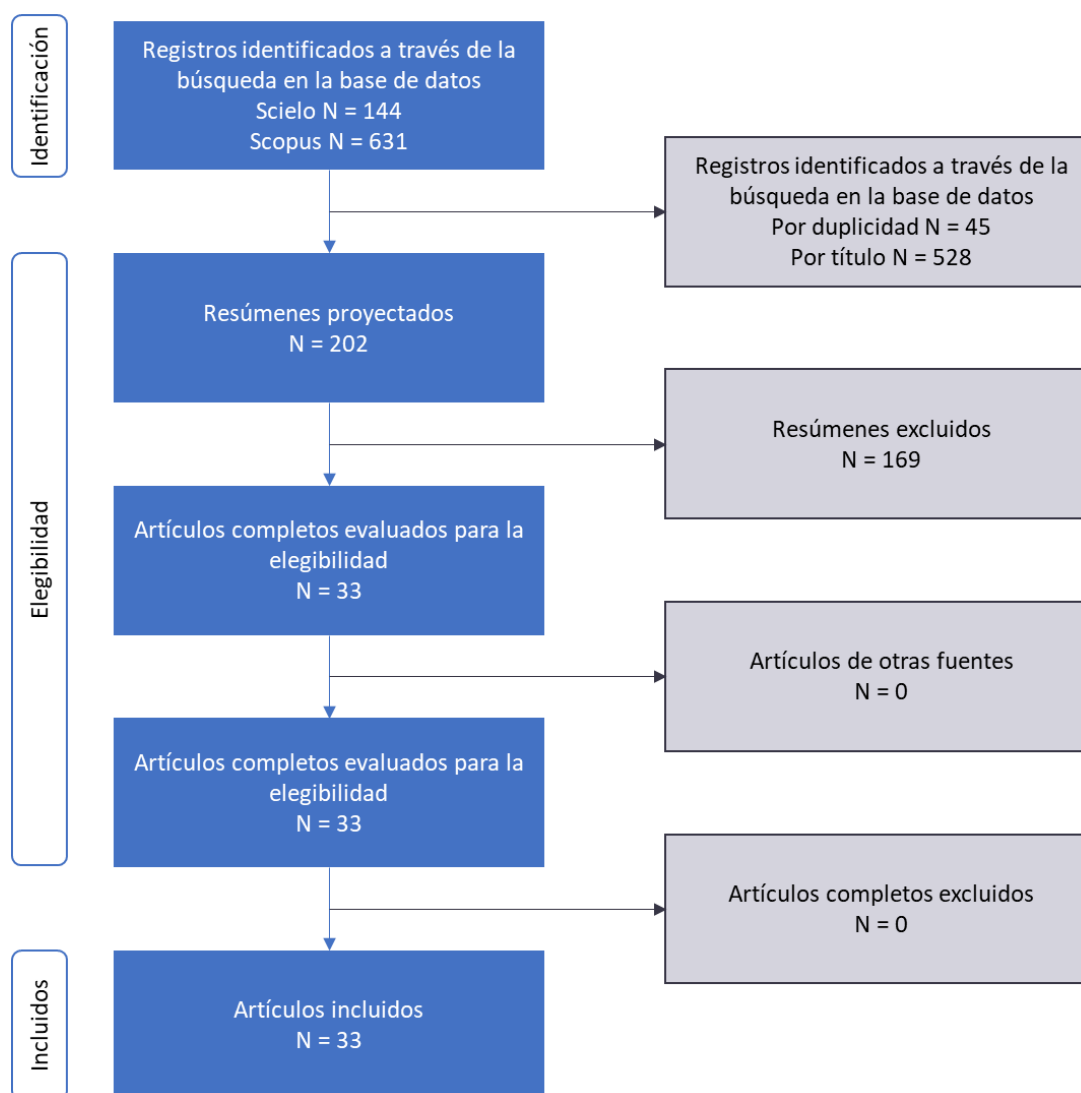 Identificación
Registros identificados a través de la
búsqueda en la base de datos
Scielo N = 144
Scopus N = 631
Registros identificados a través de la
búsqueda en la base de datos
Por duplicidad N = 45
Por título N = 528
Elegibilidad
Resúmenes proyectados
N = 202
Resúmenes excluidos
N = 169
Artículos completos evaluados para la
elegibilidad
N = 33
Artículos de otras fuentes
N = 0
Artículos completos evaluados para la
elegibilidad
N = 33
Artículos completos excluidos
N = 0
Incluidos
Artículos incluidos
N = 33